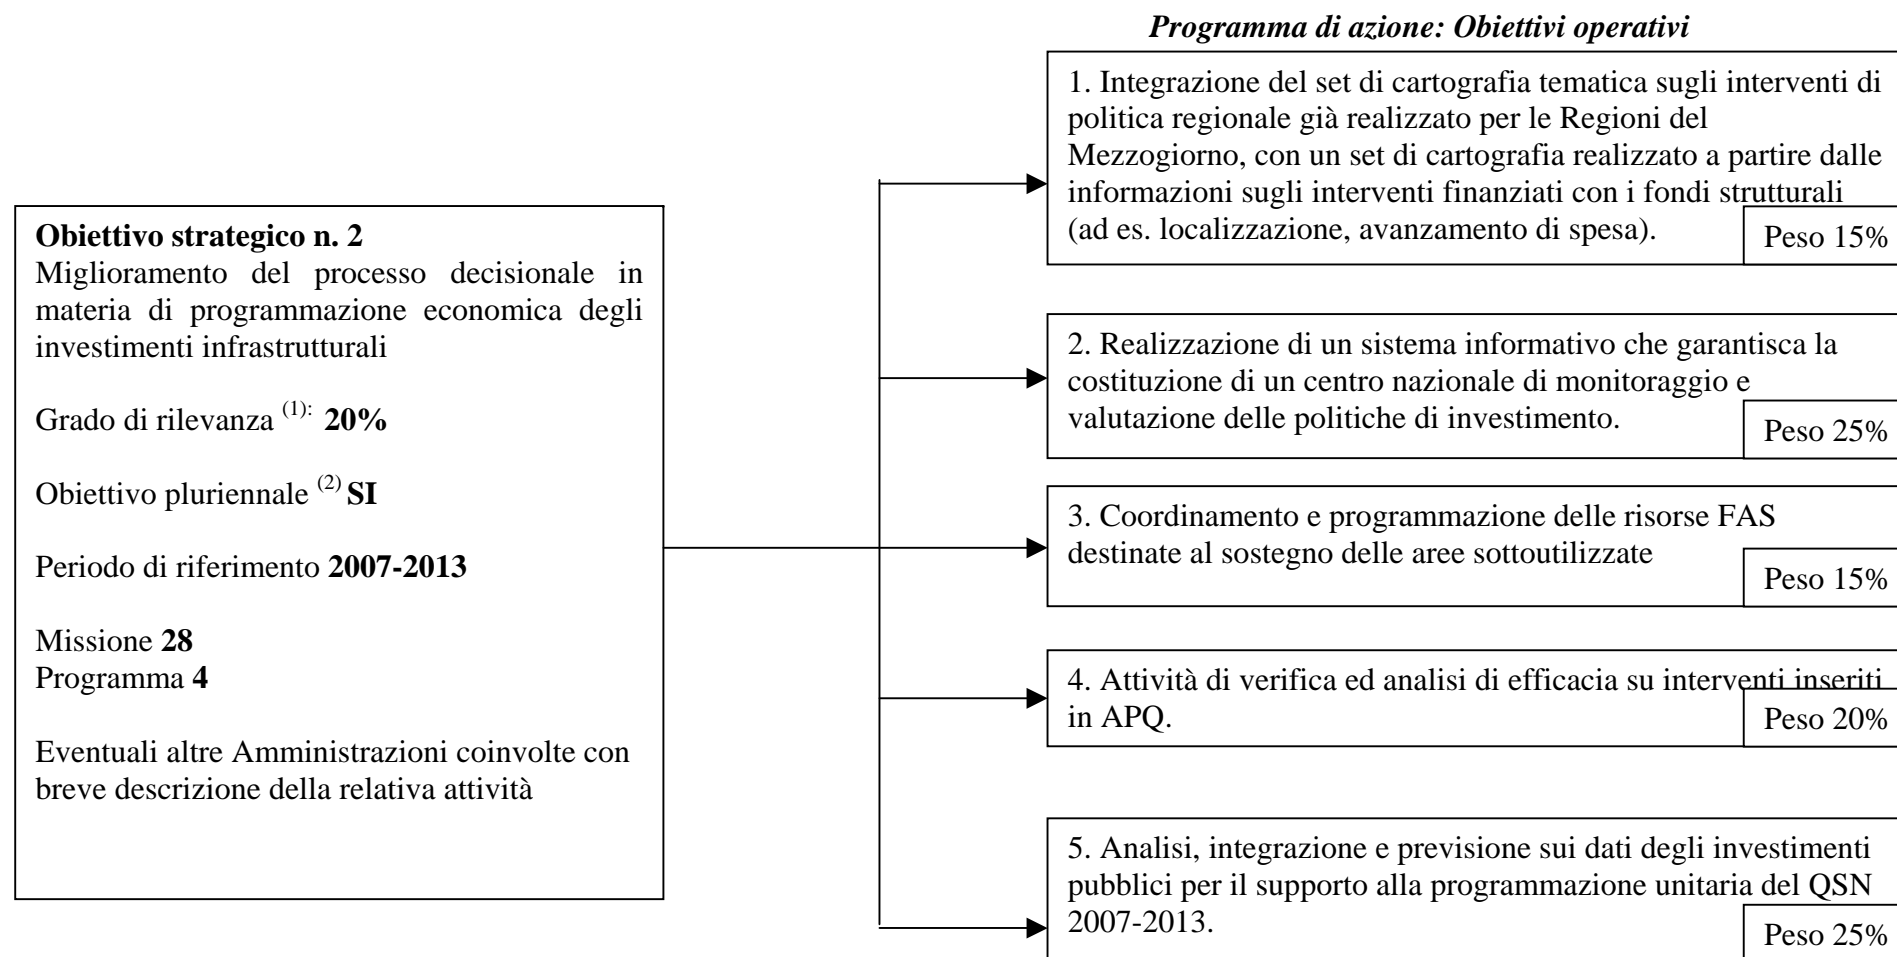 Programma di azione: Obiettivi operativi
Obiettivo strategico n. 2
Miglioramento del processo decisionale in
materia di programmazione economica degli
investimenti infrastrutturali
Grado di rilevanza (1): 20%
Obiettivo pluriennale (2) SI
Periodo di riferimento 2007-2013
Missione 28
Programma 4
Eventuali altre Amministrazioni coinvolte con
breve descrizione della relativa attività
1. Integrazione del set di cartografia tematica sugli interventi di
politica regionale già realizzato per le Regioni del
Mezzogiorno, con un set di cartografia realizzato a partire dalle
informazioni sugli interventi finanziati con i fondi strutturali
(ad es. localizzazione, avanzamento di spesa).
Peso 15%
2. Realizzazione di un sistema informativo che garantisca la
costituzione di un centro nazionale di monitoraggio e
valutazione delle politiche di investimento.
Peso 25%
3. Coordinamento e programmazione delle risorse FAS
destinate al sostegno delle aree sottoutilizzate
Peso 15%
4. Attività di verifica ed analisi di efficacia su interventi inseriti
in APQ.
Peso 20%
5. Analisi, integrazione e previsione sui dati degli investimenti
pubblici per il supporto alla programmazione unitaria del QSN
2007-2013.
Peso 25%